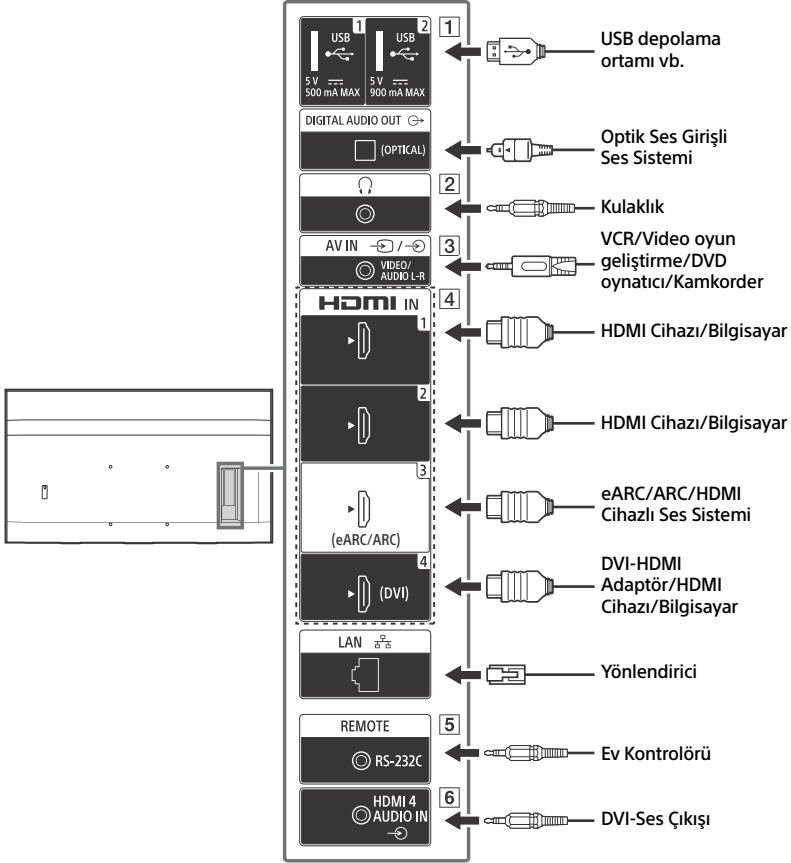 1
USB
2
USB
5 V
500 mA MAX
5 V
900 mA MAX
1
USB depolama
ortamı vb.
DIGITAL AUDIO OUT
(OPTICAL)
Optik Ses Girişli
Ses Sistemi
2
Kulaklık
AV IN
/
VIDEO/
AUDIO L-R
3
VCR/Video oyun
geliştirme/DVD
oynatıcı/Kamkorder
HDMI IN
4
1
HDMI Cihazı/Bilgisayar
2
HDMI Cihazı/Bilgisayar
3
(eARC/ARC)
eARC/ARC/HDMI
Cihazlı Ses Sistemi
4
(DVI)
DVI-HDMI
Adaptör/HDMI
Cihazı/Bilgisayar
LAN
Yönlendirici
REMOTE
5
RS-232C
Ev Kontrolörü
HDMI 4
AUDIO IN
6
DVI-Ses Çıkışı